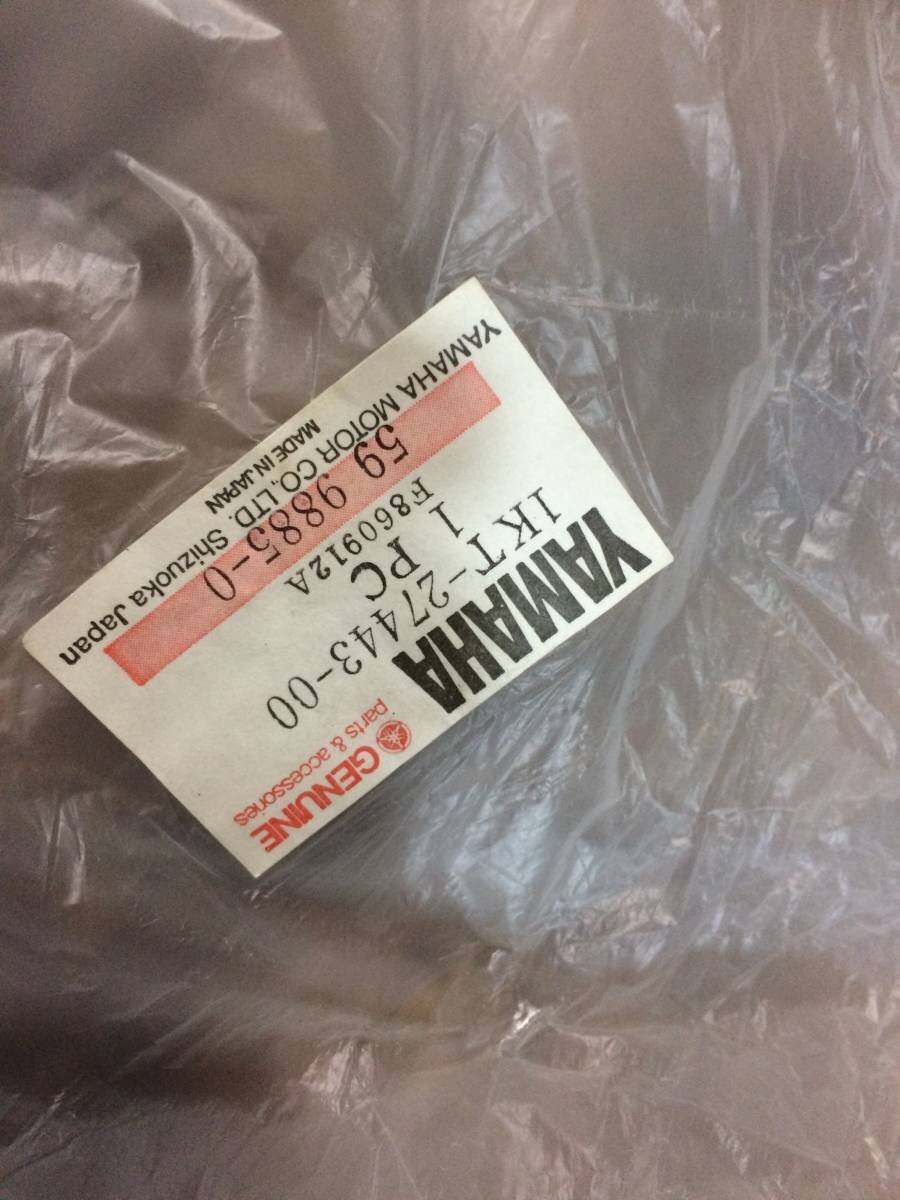 YAMAHA
GENUINE
parts & accessories
1KT-27443-00
1 PC
F860912A
59 9885-0
MADE IN JAPAN
YAMAHA MOTOR CO., LTD. Shizuoka Japan